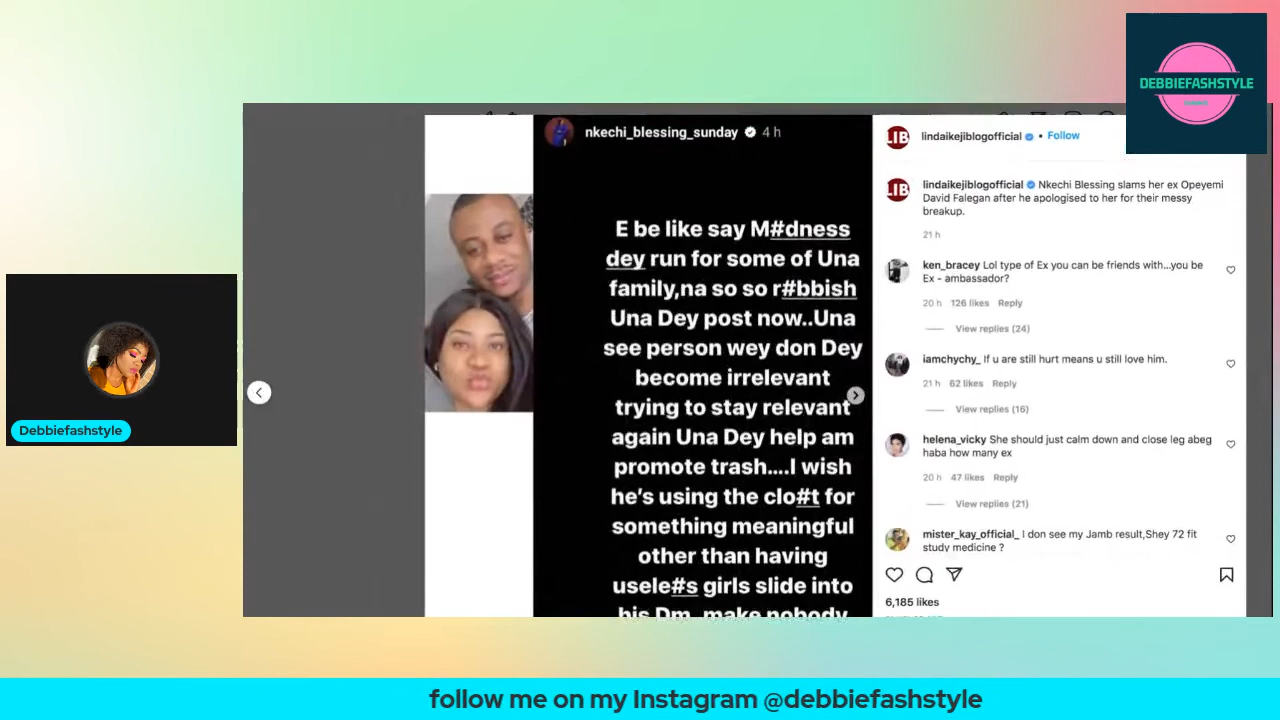 DEBBIEFASHSTYLE
nkechi_blessing_sunday 4 h
E be like say M#dness
dey run for some of Una
family,na so so r#bbish
Una Dey post now..Una
see person wey don Dey
become irrelevant
trying to stay relevant
again Una Dey help am
promote trash....I wish
he's using the clo#t for
something meaningful
other than having
usele#s girls slide into
his Dm..make nobody
LIB
lindaikejiblogofficial • Follow
LIB
lindaikejiblogofficial Nkechi Blessing slams her ex Opeyemi
David Falegan after he apologised to her for their messy
breakup.
21 h
ken_bracey Lol type of Ex you can be friends with...you be
Ex - ambassador?
20 h 126 likes Reply
View replies (24)
iamchychy_ If u are still hurt means u still love him.
21 h 62 likes Reply
View replies (16)
helena_vicky She should just calm down and close leg abeg
haba how many ex
20 h 47 likes Reply
View replies (21)
mister_kay_official_ I don see my Jamb result,Shey 72 fit
study medicine ?
6,185 likes
Debbiefashstyle
follow me on my Instagram @debbiefashstyle